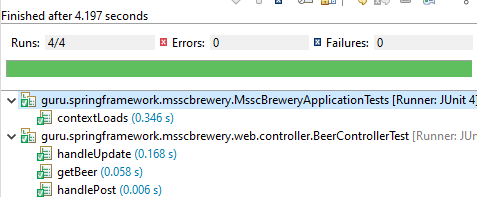 Finished after 4.197 seconds
Runs: 4/4 Errors: 0 Failures: 0
guru.springframework.msscbrewery.MsscBreweryApplicationTests [Runner: JUnit 4]
contextLoads (0.346 s)
guru.springframework.msscbrewery.web.controller.BeerControllerTest [Runner: JUn
handleUpdate (0.168 s)
getBeer (0.058 s)
handlePost (0.006 s)